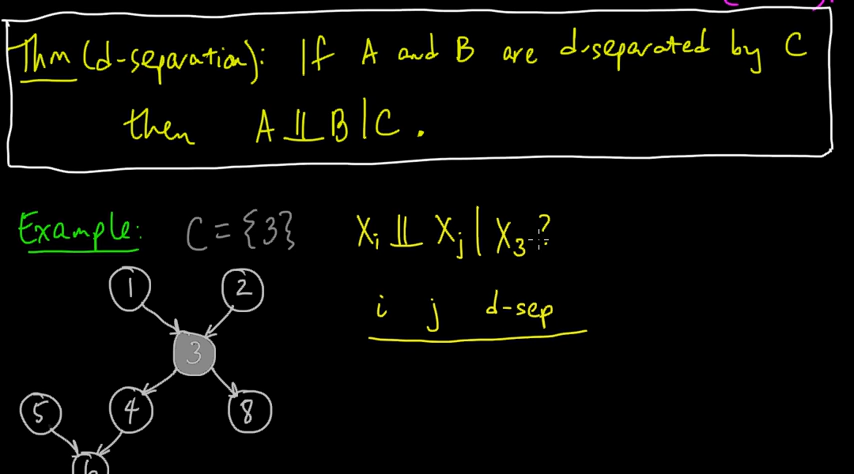 Thm (d-separation): If A and B are d-separated by C
then A ⫫ B | C .
Example: C = {3} Xi ⫫ Xj | X3 ?
1 2
i j d-sep
3
5 4 8
6